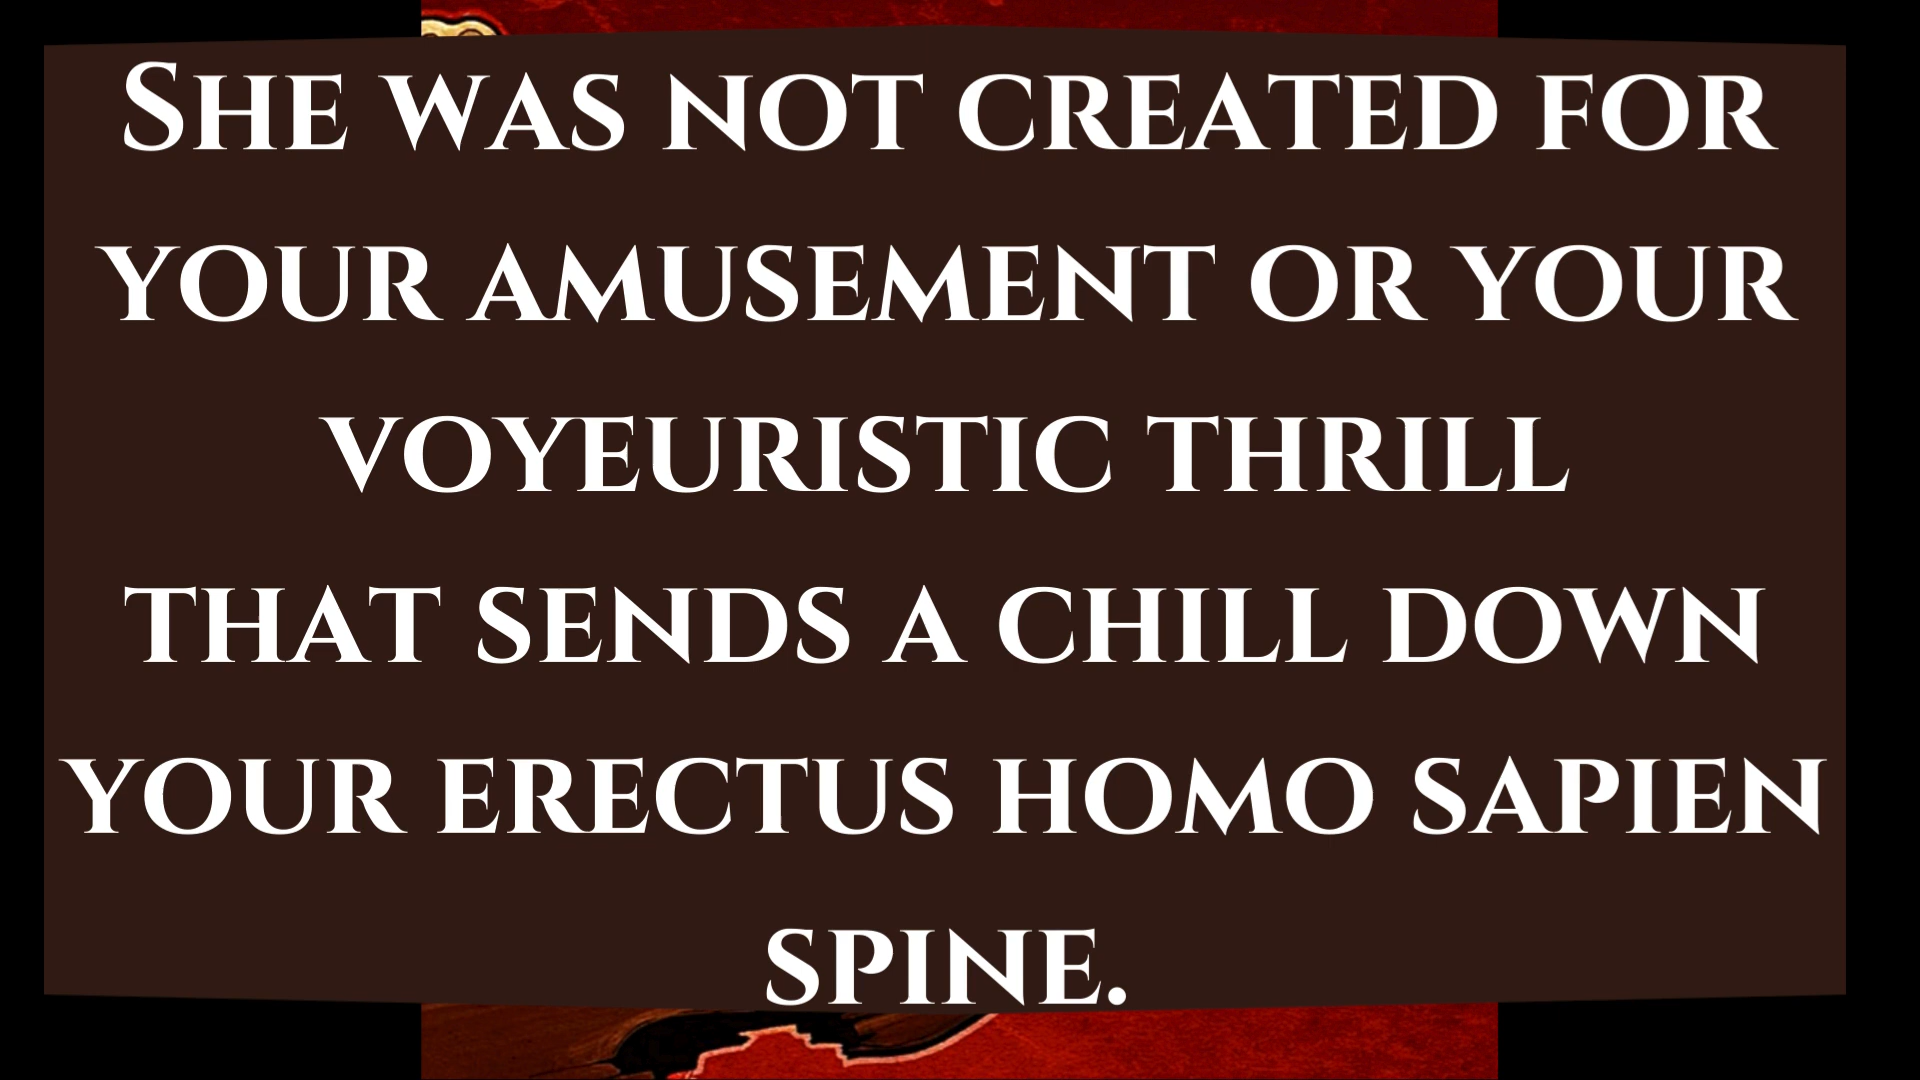 She was not created for
your amusement or your
voyeuristic thrill
that sends a chill down
your erectus homo sapien
spine.